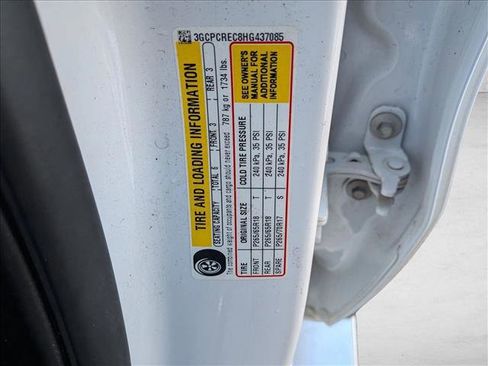 3GCPCREC8HG437085
TIRE AND LOADING INFORMATION
SEATING CAPACITY TOTAL 6 FRONT 3 REAR 3
The combined weight of occupants and cargo should never exceed 787 kg or 1734 lbs.
TIRE ORIGINAL SIZE COLD TIRE PRESSURE
FRONT P265/65R18 T 240 kPa, 35 PSI
REAR P265/65R18 T 240 kPa, 35 PSI
SPARE P265/70R17 S 240 kPa, 35 PSI
SEE OWNER'S
MANUAL FOR
ADDITIONAL
INFORMATION